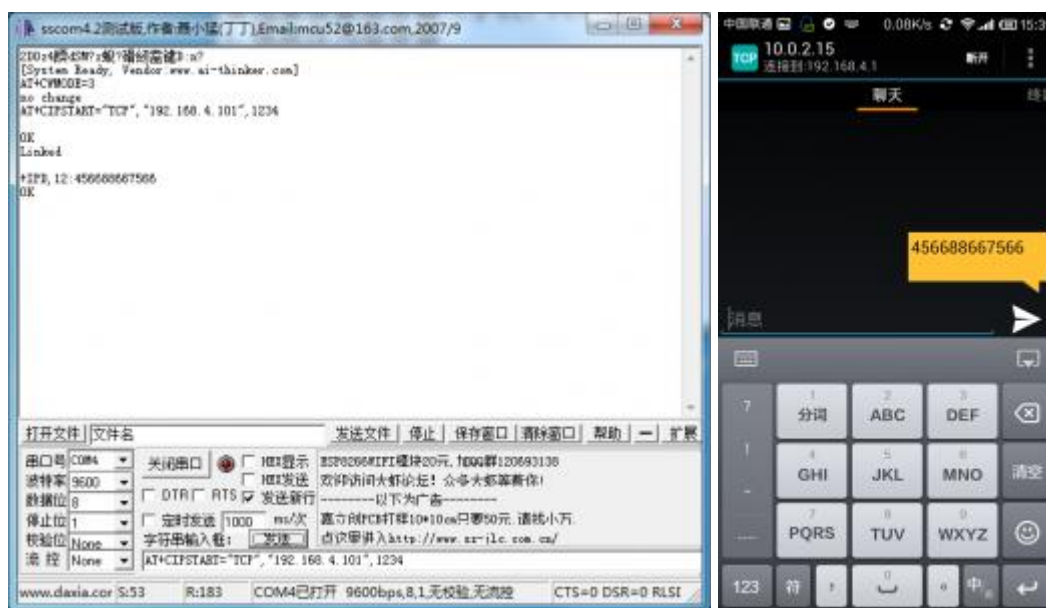 sscom4.2测试版,作者:聂小猛(丁丁),Email:mcu52@163.com,2007/9
[System Ready, Vendor:www.ai-thinker.com]
AT+CWMODE=3
no change
AT+CIPSTART="TCP","192.168.4.101",1234
OK
Linked
+IPD,12:456688667566
OK
打开文件 文件名 发送文件 停止 保存窗口 清除窗口 帮助 — 扩展
串口号 COM4 关闭串口 HEX显示
波特率 9600 HEX发送
数据位 8 DTR RTS 发送新行
停止位 1 定时发送 1000 ms/次
校验位 None 字符串输入框: 发送
流 控 None AT+CIPSTART="TCP","192.168.4.101",1234
ESP8266WIFI模块20元,加QQ群120693138
欢迎访问大虾论坛!众多大虾等着你!
--------以下为广告--------
嘉立创PCB打样10*10cm只要50元.请找小万.
点这里进入http://www.sz-jlc.com.cn/
www.daxia.com S:53 R:183 COM4已打开 9600bps,8,1,无校验,无流控 CTS=0 DSR=0 RLSI
中国联通 0.08K/s 15:3
TCP 10.0.2.15 断开
连接到:192.168.4.1
聊天
456688667566
消息
7 1 分词 2 ABC 3 DEF
4 GHI 5 JKL 6 MNO 清空
7 PQRS 8 TUV 9 WXYZ
123 符 , 0 。 中